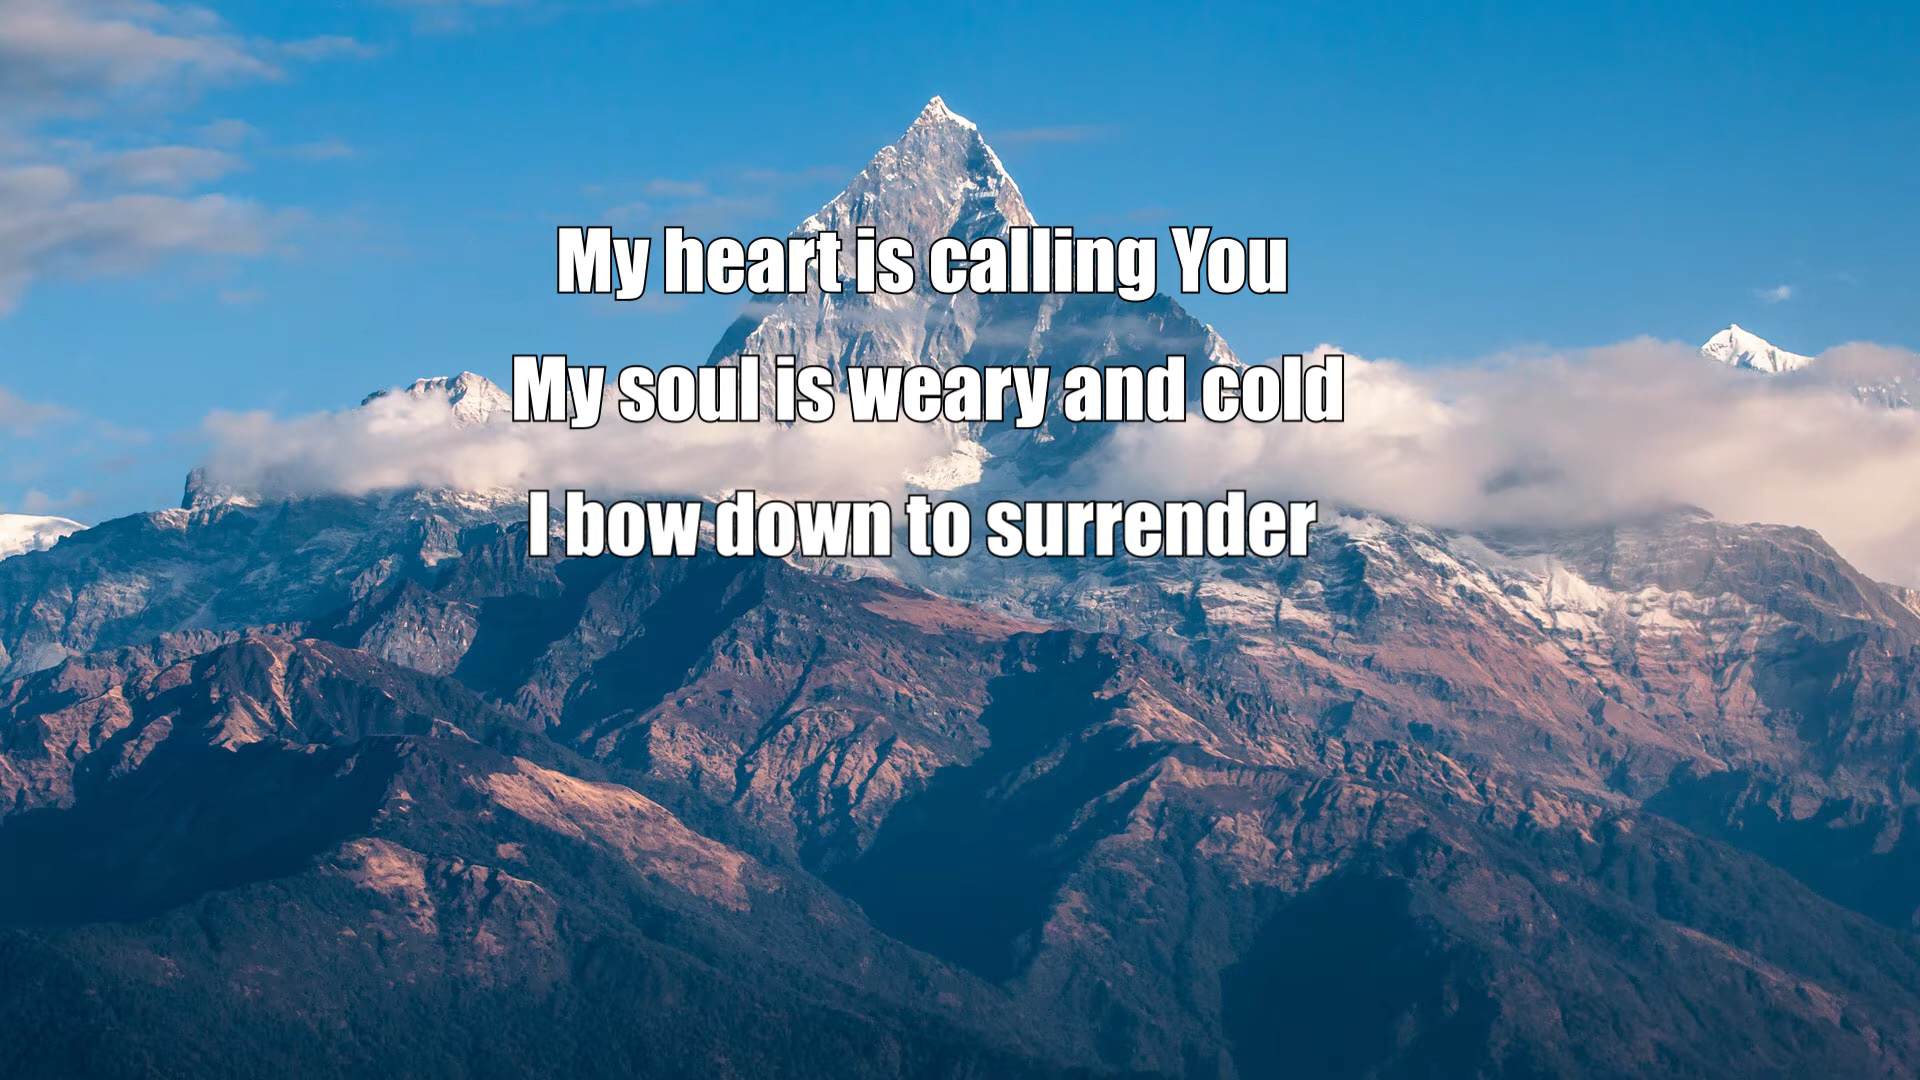 My heart is calling You
My soul is weary and cold
I bow down to surrender